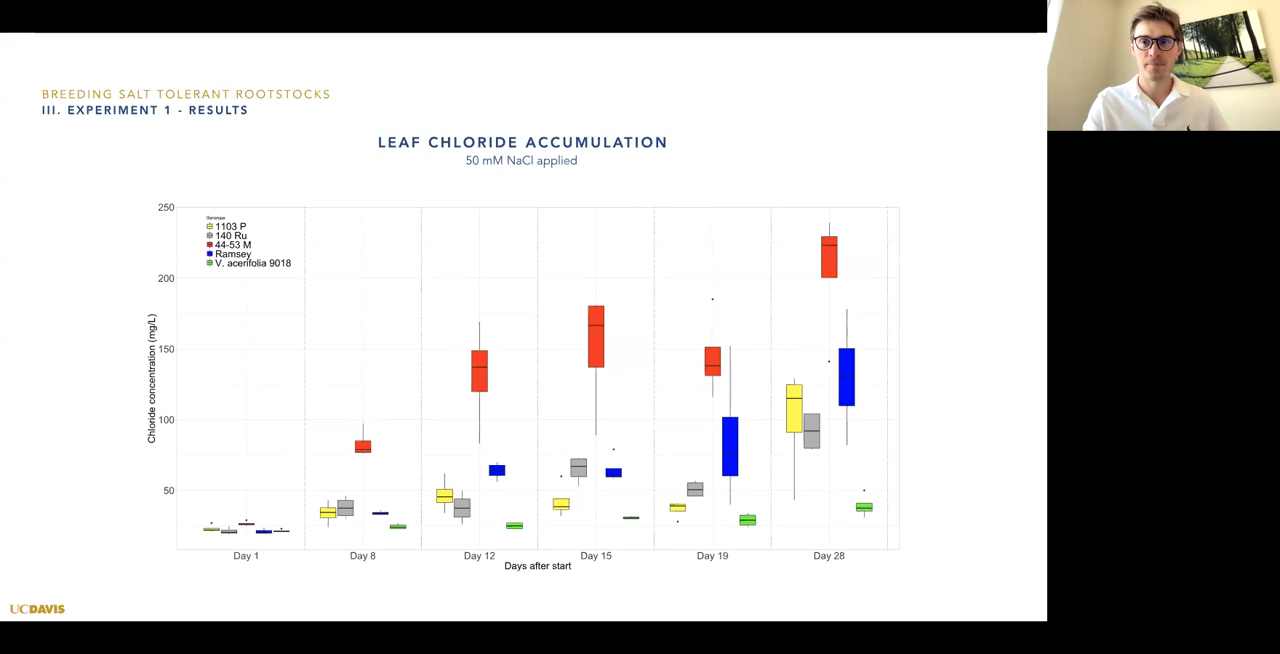 BREEDING SALT TOLERANT ROOTSTOCKS
III. EXPERIMENT 1 - RESULTS
LEAF CHLORIDE ACCUMULATION
50 mM NaCl applied
Chloride concentration (mg/L)
250
200
150
100
50
Genotype
1103 P
140 Ru
44-53 M
Ramsey
V. acerifolia 9018
Day 1 Day 8 Day 12 Day 15 Day 19 Day 28
Days after start
UCDAVIS